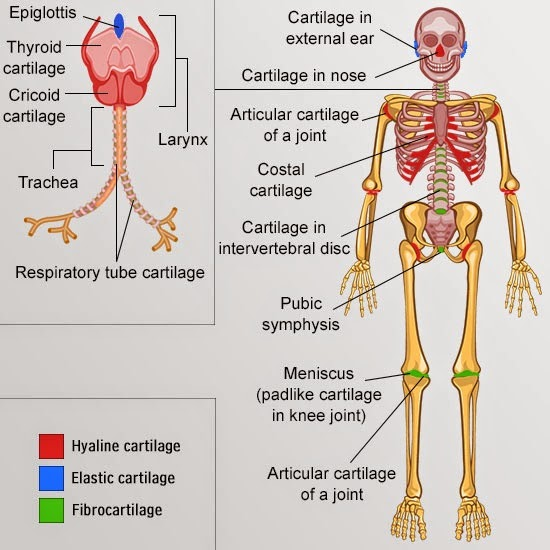 Epiglottis
Thyroid
cartilage
Cricoid
cartilage
Larynx
Trachea
Respiratory tube cartilage
Cartilage in
external ear
Cartilage in nose
Articular cartilage
of a joint
Costal
cartilage
Cartilage in
intervertebral disc
Pubic
symphysis
Meniscus
(padlike cartilage
in knee joint)
Articular cartilage
of a joint
Hyaline cartilage
Elastic cartilage
Fibrocartilage